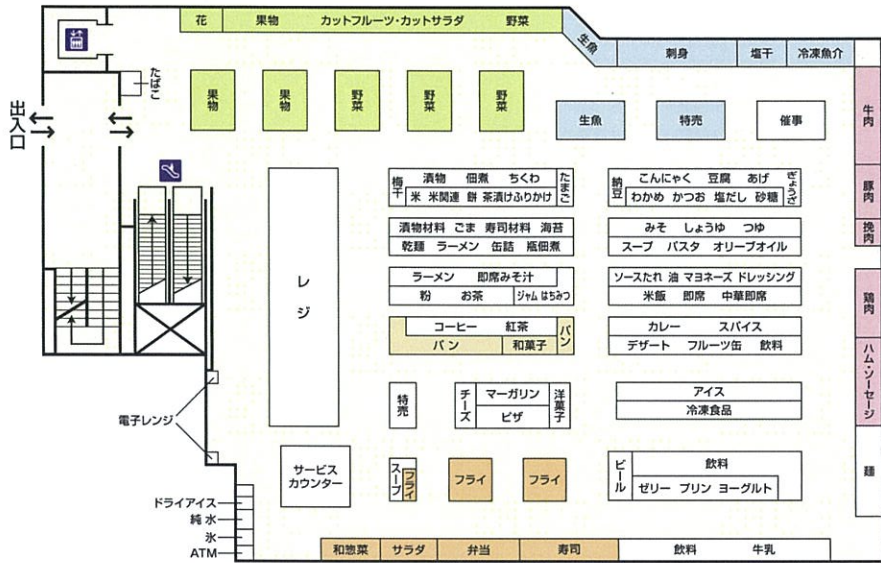 花 果物 カットフルーツ・カットサラダ 野菜
生魚
刺身 塩干 冷凍魚介
たばこ
出入口
果物 果物 野菜 野菜 野菜
生魚 特売 催事
牛肉
豚肉
挽肉
鶏肉
ハム・ソーセージ
麺
レジ
梅干
漬物 佃煮 ちくわ
米 米関連 餅 茶漬けふりかけ
たまご
納豆
こんにゃく 豆腐 あげ
わかめ かつお 塩だし 砂糖
ぎょうざ
漬物材料 ごま 寿司材料 海苔
乾麺 ラーメン 缶詰 瓶佃煮
みそ しょうゆ つゆ
スープ パスタ オリーブオイル
ラーメン 即席みそ汁
粉 お茶 ジャム はちみつ
ソースたれ 油 マヨネーズ ドレッシング
米飯 即席 中華即席
コーヒー 紅茶
パン 和菓子
パン
カレー スパイス
デザート フルーツ缶 飲料
特売
チーズ
マーガリン
ピザ
洋菓子
アイス
冷凍食品
電子レンジ
サービス
カウンター
スープ
フライ
フライ
フライ
ビール
飲料
ゼリー プリン ヨーグルト
ドライアイス
純水
氷
ATM
和惣菜 サラダ 弁当 寿司 飲料 牛乳